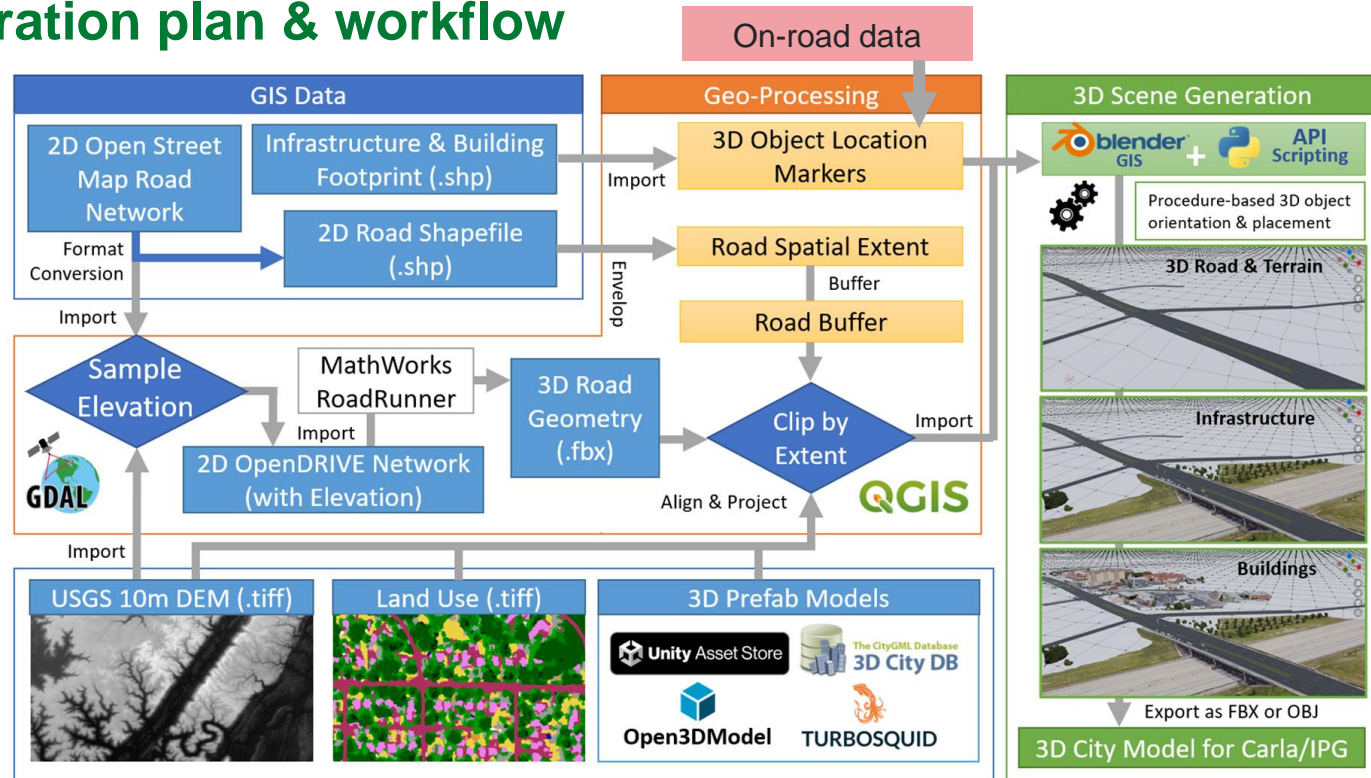 ration plan & workflow
On-road data
GIS Data
2D Open Street
Map Road
Network
Infrastructure & Building
Footprint (.shp)
Format
Conversion
2D Road Shapefile
(.shp)
Import
Geo-Processing
Import
3D Object Location
Markers
Road Spatial Extent
Envelop
Buffer
Road Buffer
Sample
Elevation
GDAL
Import
2D OpenDRIVE Network
(with Elevation)
MathWorks
RoadRunner
3D Road
Geometry
(.fbx)
Clip by
Extent
Import
Align & Project
QGIS
Import
USGS 10m DEM (.tiff)
Land Use (.tiff)
3D Prefab Models
Unity Asset Store
The CityGML Database
3D City DB
Open3DModel
TURBOSQUID
3D Scene Generation
blender
GIS
+
API
Scripting
Procedure-based 3D object
orientation & placement
3D Road & Terrain
Infrastructure
Buildings
Export as FBX or OBJ
3D City Model for Carla/IPG